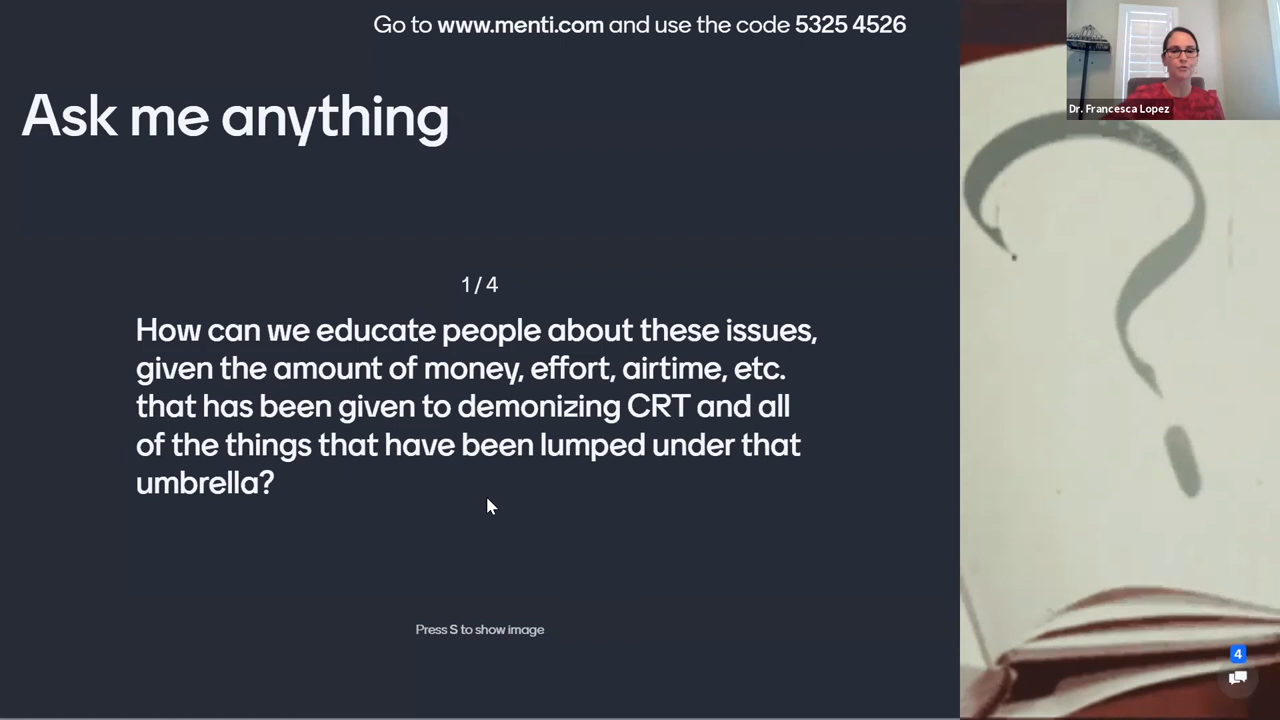 Go to www.menti.com and use the code 5325 4526
Dr. Francesca Lopez
Ask me anything
1 / 4
How can we educate people about these issues,
given the amount of money, effort, airtime, etc.
that has been given to demonizing CRT and all
of the things that have been lumped under that
umbrella?
Press S to show image
4